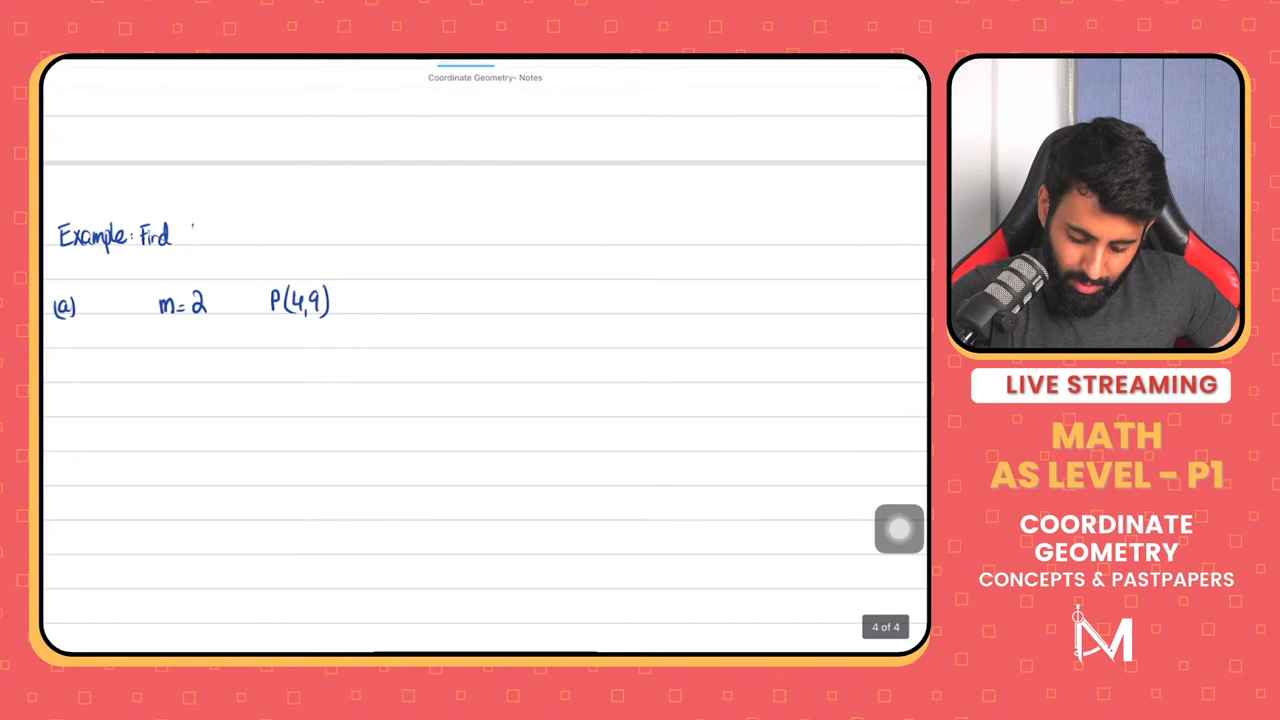 Coordinate Geometry- Notes
Example: Find
(a) m = 2 P(4,9)
4 of 4
LIVE STREAMING
MATH
AS LEVEL - P1
COORDINATE
GEOMETRY
CONCEPTS & PASTPAPERS
M